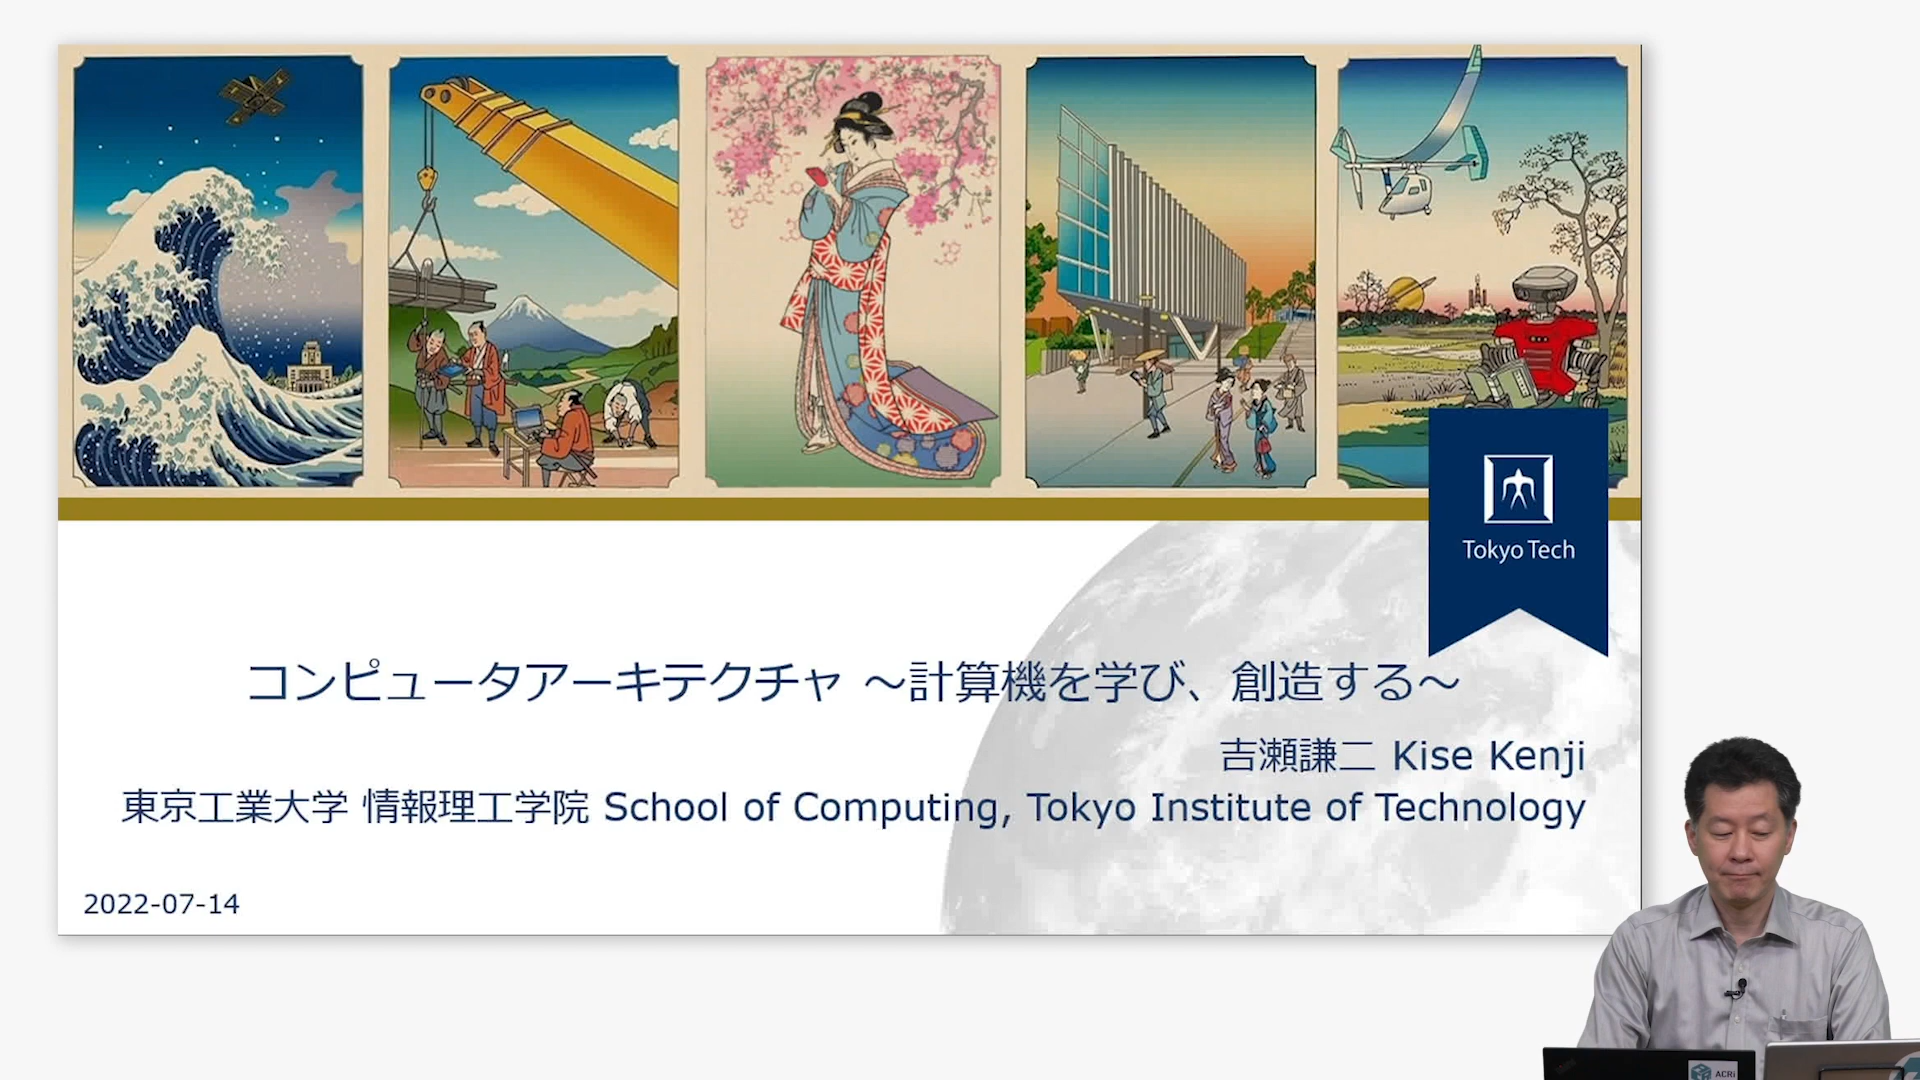 Tokyo Tech
コンピュータアーキテクチャ ～計算機を学び、創造する～
吉瀬謙二 Kise Kenji
東京工業大学 情報理工学院 School of Computing, Tokyo Institute of Technology
2022-07-14
ACRi